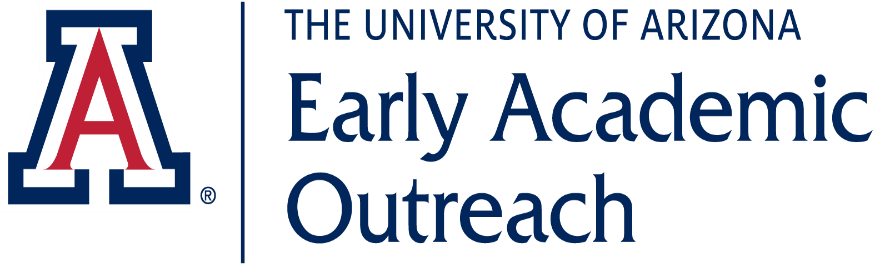 A®
THE UNIVERSITY OF ARIZONA
Early Academic
Outreach